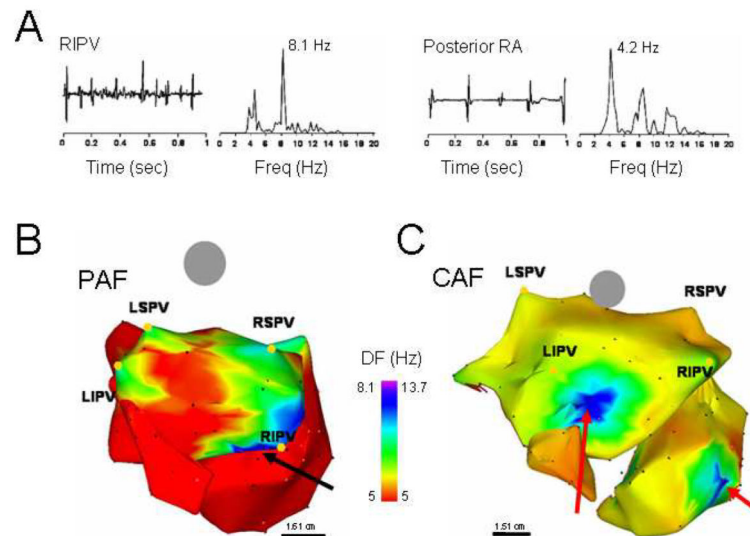 A
RIPV
8.1 Hz
Posterior RA
4.2 Hz
0 0.2 0.4 0.6 0.8 1
0 2 4 6 8 10 12 14 16 18 20
0 0.2 0.4 0.6 0.8 1
0 2 4 6 8 10 12 14 16 18 20
Time (sec)
Freq (Hz)
Time (sec)
Freq (Hz)
B
PAF
LSPV
RSPV
LIPV
RIPV
1.51 cm
DF (Hz)
8.1 13.7
5 5
C
CAF
LSPV
RSPV
LIPV
RIPV
1.51 cm